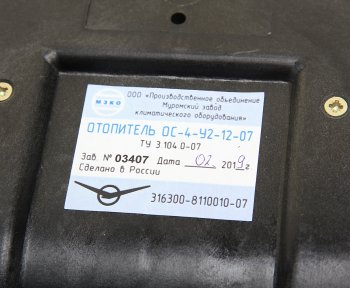 ООО «Производственное объединение
Муромский завод
климатического оборудования»
МЗКО
ОТОПИТЕЛЬ ОС-4-У2-12-07
ТУ 3 104 0-07
Зав. № 03407 Дата 02 2019г
Сделано в России
316300-8110010-07